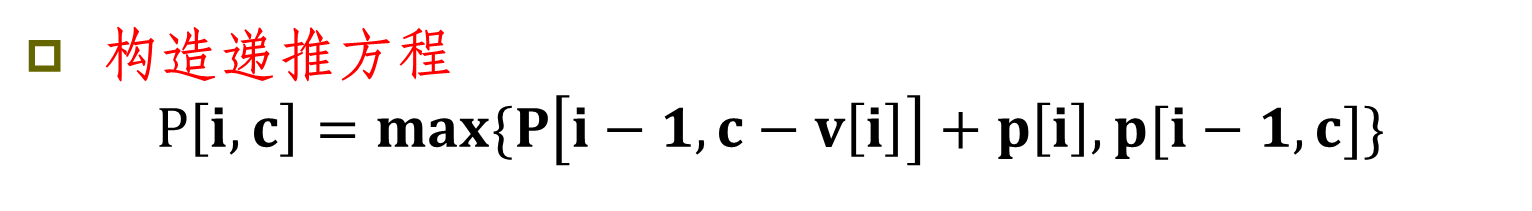 构造递推方程
P[i, c] = max{P[i − 1, c − v[i]] + p[i], p[i − 1, c]}